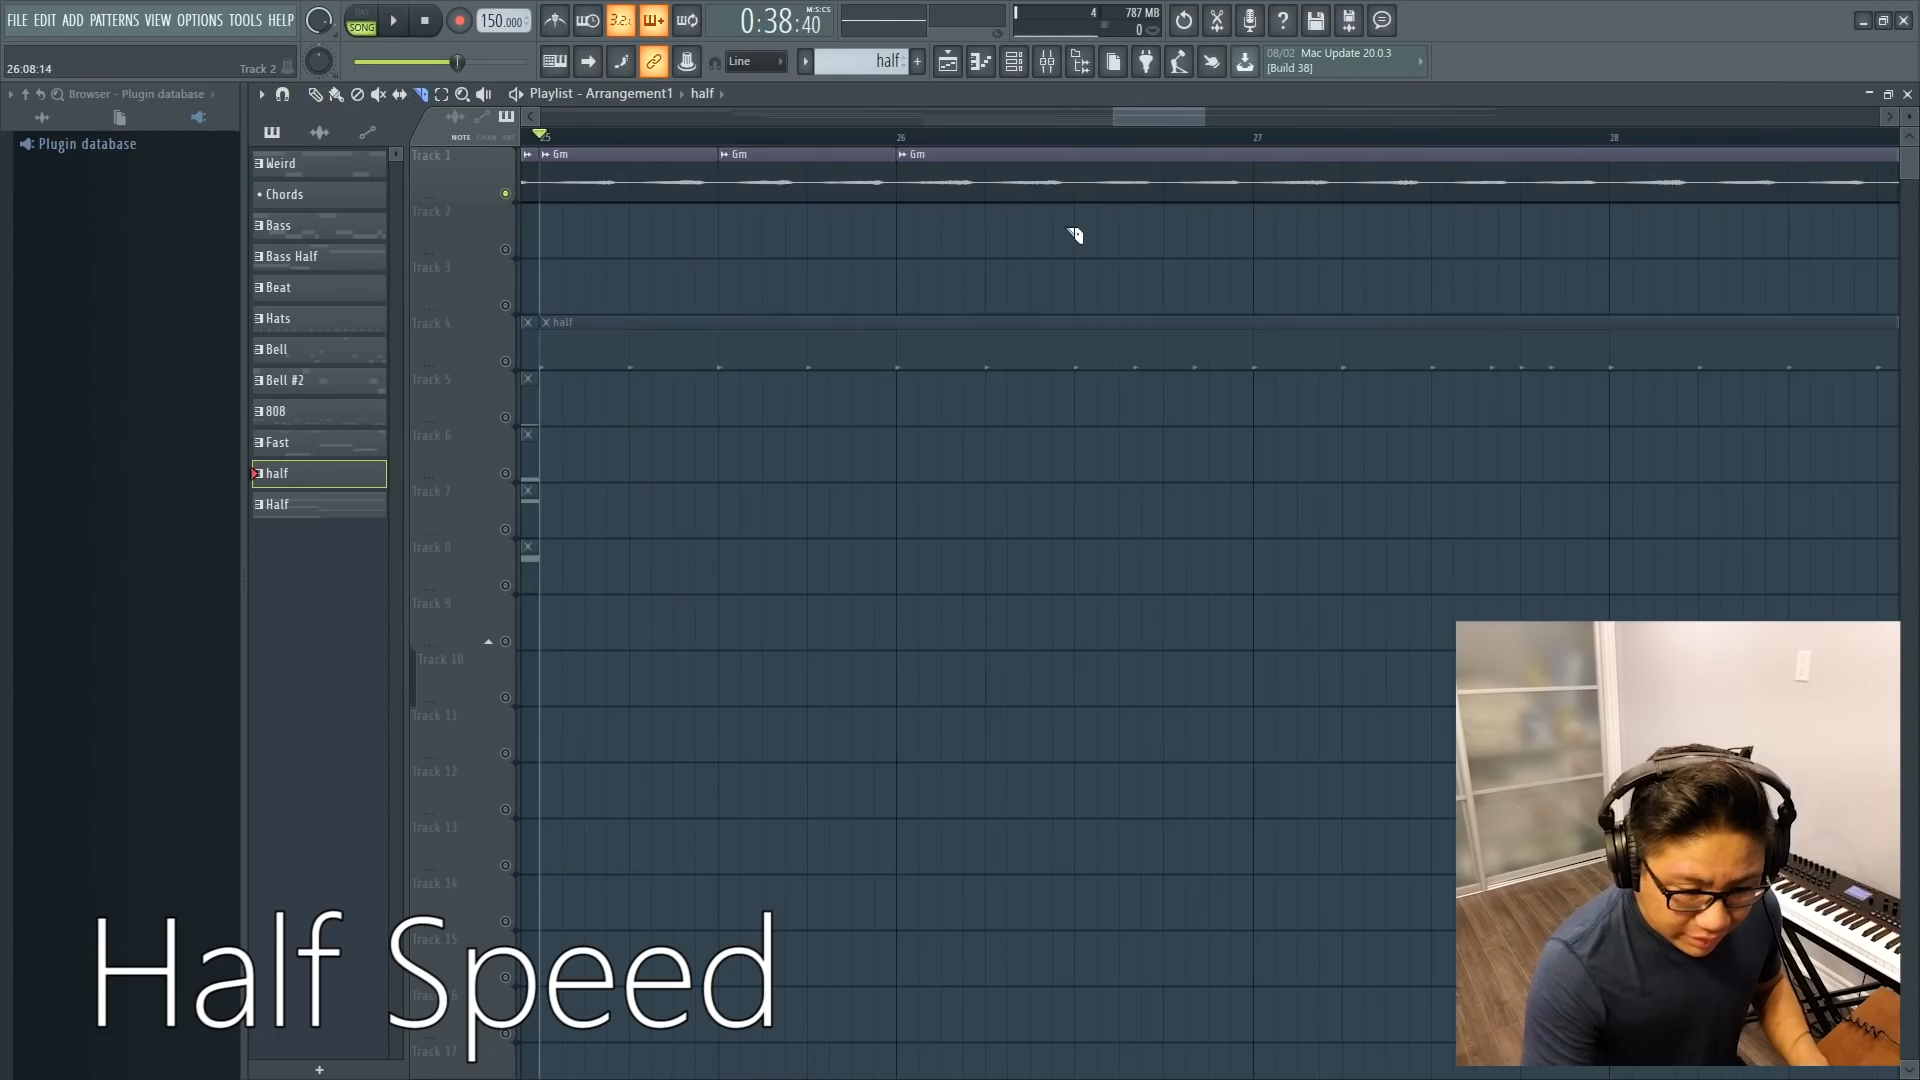 FILE EDIT ADD PATTERNS VIEW OPTIONS TOOLS HELP
PAT
SONG
150.000
3.2.
0:38:40
M:S:CS
4
787 MB
0
26:08:14
Track 2
Line
half
08/02 Mac Update 20.0.3
[Build 38]
Browser - Plugin database
Playlist - Arrangement1 ▸ half
NOTE CHAN PAT
25
26
27
28
Plugin database
Weird
Chords
Bass
Bass Half
Beat
Hats
Bell
Bell #2
808
Fast
half
Half
+
Track 1
Track 2
Track 3
Track 4
Track 5
Track 6
Track 7
Track 8
Track 9
Track 10
Track 11
Track 12
Track 13
Track 14
Track 15
Track 16
Track 17
Gm
Gm
Gm
half
Half Speed